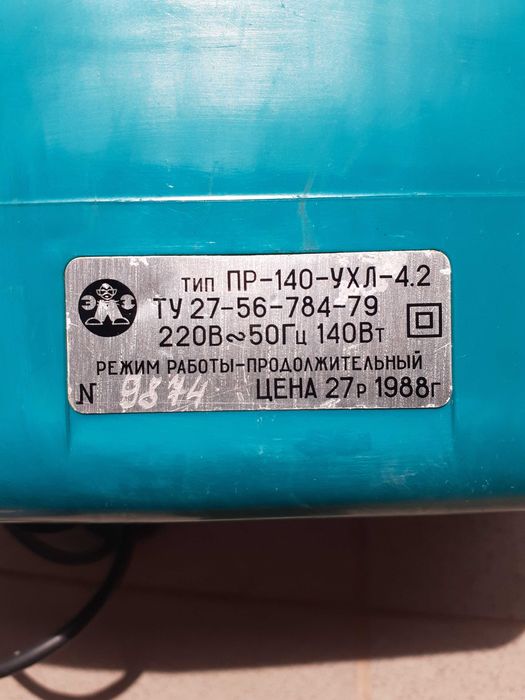 тип ПР-140-УХЛ-4.2
ТУ 27-56-784-79
220В~50Гц 140Вт
РЕЖИМ РАБОТЫ-ПРОДОЛЖИТЕЛЬНЫЙ
N 9874 ЦЕНА 27р 1988г